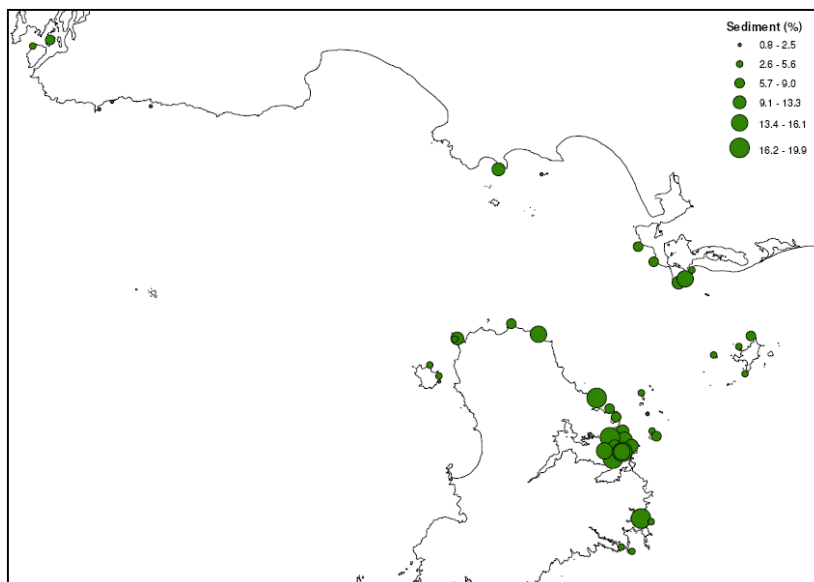 Sediment (%)
0.8 - 2.5
2.6 - 5.6
5.7 - 9.0
9.1 - 13.3
13.4 - 16.1
16.2 - 19.9